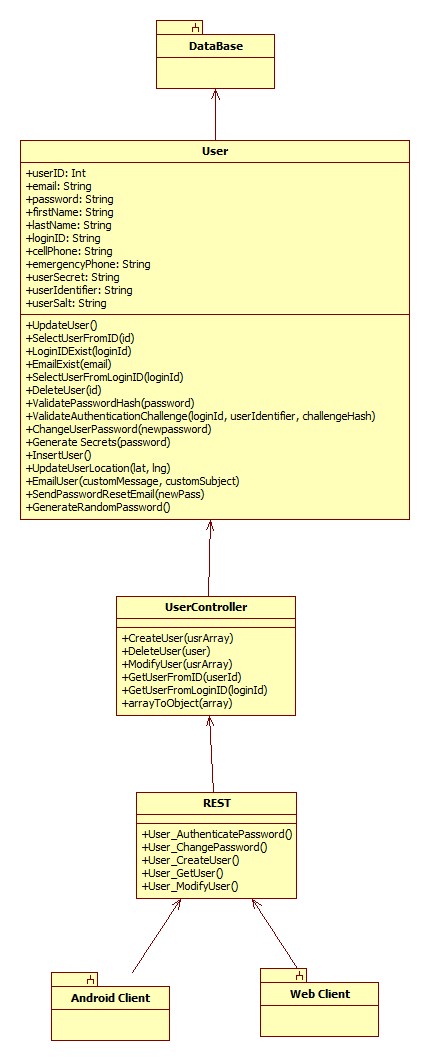 DataBase
User
+userID: Int
+email: String
+password: String
+firstName: String
+lastName: String
+loginID: String
+cellPhone: String
+emergencyPhone: String
+userSecret: String
+userIdentifier: String
+userSalt: String
+UpdateUser()
+SelectUserFromID(id)
+LoginIDExist(loginId)
+EmailExist(email)
+SelectUserFromLoginID(loginId)
+DeleteUser(id)
+ValidatePasswordHash(password)
+ValidateAuthenticationChallenge(loginId, userIdentifier, challengeHash)
+ChangeUserPassword(newpassword)
+Generate Secrets(password)
+InsertUser()
+UpdateUserLocation(lat, lng)
+EmailUser(customMessage, customSubject)
+SendPasswordResetEmail(newPass)
+GenerateRandomPassword()
UserController
+CreateUser(usrArray)
+DeleteUser(user)
+ModifyUser(usrArray)
+GetUserFromID(userId)
+GetUserFromLoginID(loginId)
+arrayToObject(array)
REST
+User_AuthenticatePassword()
+User_ChangePassword()
+User_CreateUser()
+User_GetUser()
+User_ModifyUser()
Android Client
Web Client